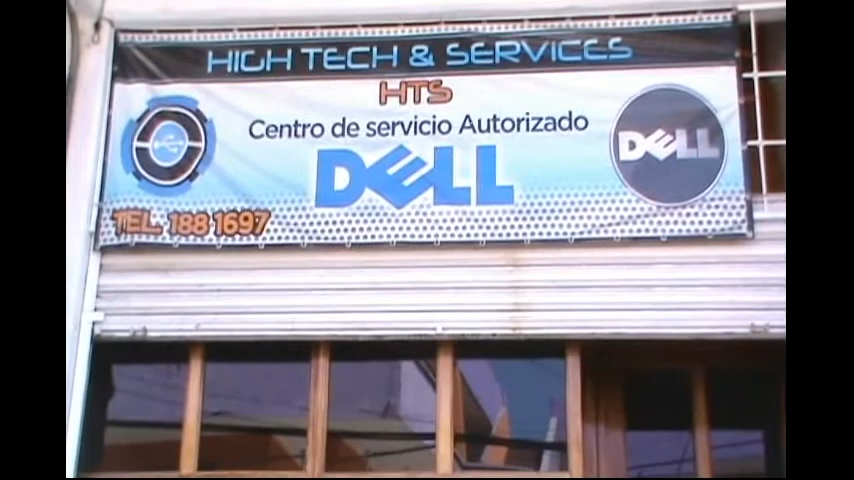 HIGH TECH & SERVICES
HTS
Centro de servicio Autorizado
DELL
DELL
TEL. 188 1697